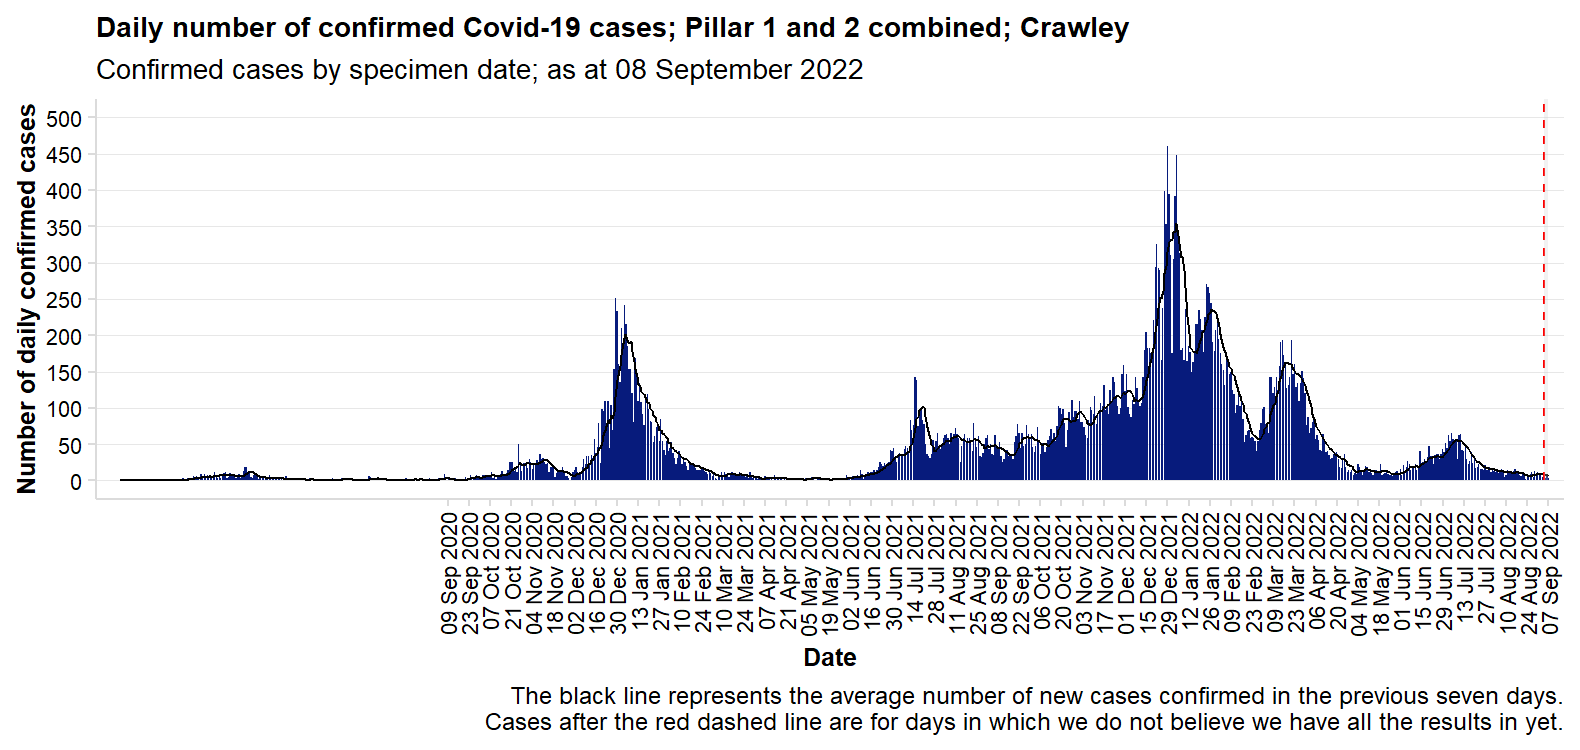 Daily number of confirmed Covid-19 cases; Pillar 1 and 2 combined; Crawley
Confirmed cases by specimen date; as at 08 September 2022
Number of daily confirmed cases
500
450
400
350
300
250
200
150
100
50
0
09 Sep 2020
23 Sep 2020
07 Oct 2020
21 Oct 2020
04 Nov 2020
18 Nov 2020
02 Dec 2020
16 Dec 2020
30 Dec 2020
13 Jan 2021
27 Jan 2021
10 Feb 2021
24 Feb 2021
10 Mar 2021
24 Mar 2021
07 Apr 2021
21 Apr 2021
05 May 2021
19 May 2021
02 Jun 2021
16 Jun 2021
30 Jun 2021
14 Jul 2021
28 Jul 2021
11 Aug 2021
25 Aug 2021
08 Sep 2021
22 Sep 2021
06 Oct 2021
20 Oct 2021
03 Nov 2021
17 Nov 2021
01 Dec 2021
15 Dec 2021
29 Dec 2021
12 Jan 2022
26 Jan 2022
09 Feb 2022
23 Feb 2022
09 Mar 2022
23 Mar 2022
06 Apr 2022
20 Apr 2022
04 May 2022
18 May 2022
01 Jun 2022
15 Jun 2022
29 Jun 2022
13 Jul 2022
27 Jul 2022
10 Aug 2022
24 Aug 2022
07 Sep 2022
Date
The black line represents the average number of new cases confirmed in the previous seven days.
Cases after the red dashed line are for days in which we do not believe we have all the results in yet.